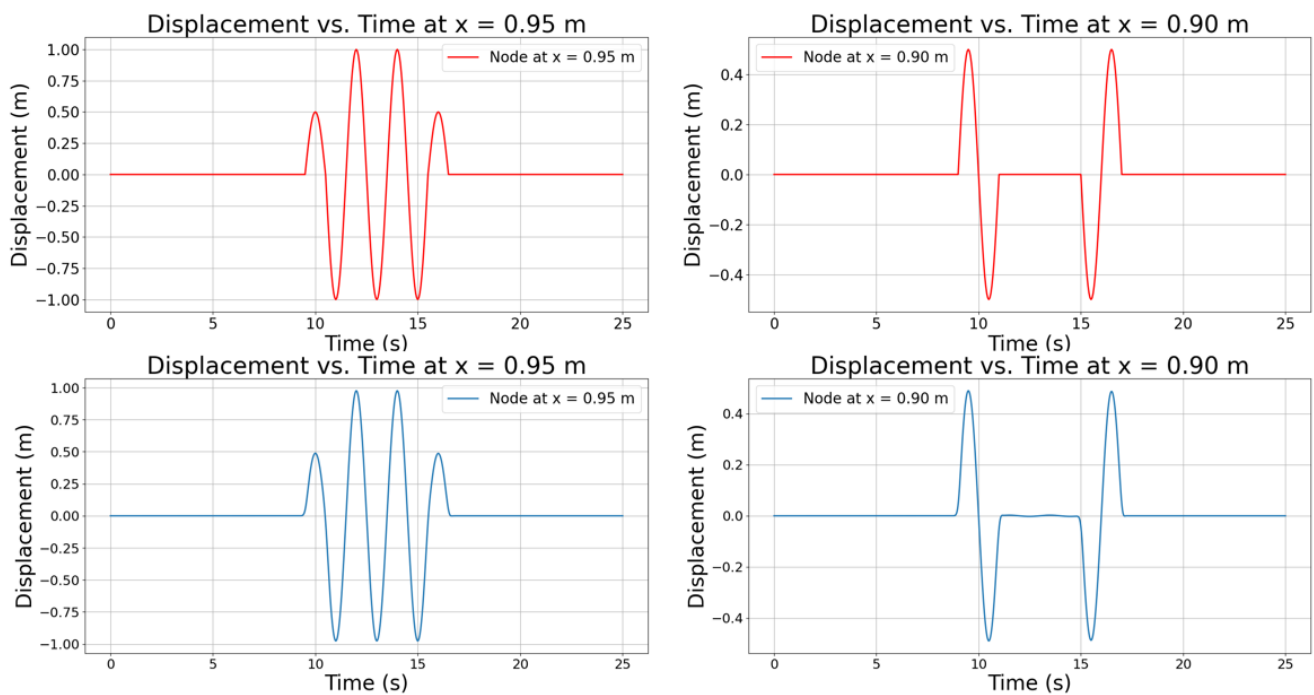 Displacement vs. Time at x = 0.95 m
Displacement (m)
1.00
0.75
0.50
0.25
0.00
−0.25
−0.50
−0.75
−1.00
Node at x = 0.95 m
0 5 10 15 20 25
Time (s)
Displacement vs. Time at x = 0.90 m
Displacement (m)
0.4
0.2
0.0
−0.2
−0.4
Node at x = 0.90 m
0 5 10 15 20 25
Time (s)
Displacement vs. Time at x = 0.95 m
Displacement (m)
1.00
0.75
0.50
0.25
0.00
−0.25
−0.50
−0.75
−1.00
Node at x = 0.95 m
0 5 10 15 20 25
Time (s)
Displacement vs. Time at x = 0.90 m
Displacement (m)
0.4
0.2
0.0
−0.2
−0.4
Node at x = 0.90 m
0 5 10 15 20 25
Time (s)